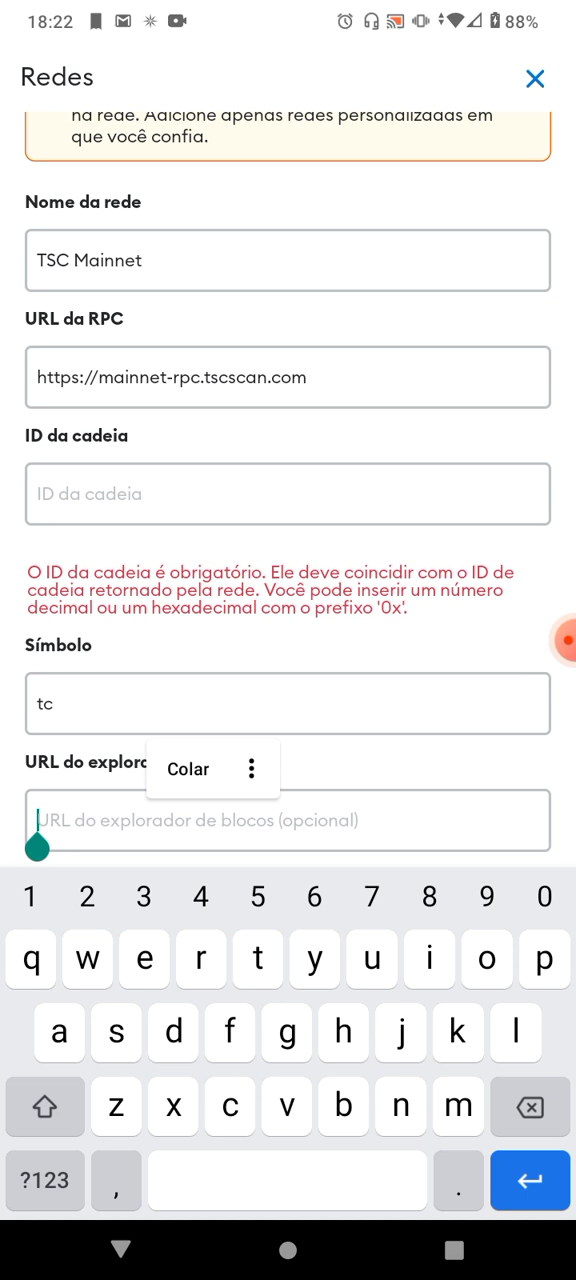 18:22
88%
Redes
na rede. Adicione apenas redes personalizadas em
que você confia.
Nome da rede
TSC Mainnet
URL da RPC
https://mainnet-rpc.tscscan.com
ID da cadeia
ID da cadeia
O ID da cadeia é obrigatório. Ele deve coincidir com o ID de
cadeia retornado pela rede. Você pode inserir um número
decimal ou um hexadecimal com o prefixo '0x'.
Símbolo
tc
URL do explora
Colar
URL do explorador de blocos (opcional)
1 2 3 4 5 6 7 8 9 0
q w e r t y u i o p
a s d f g h j k l
z x c v b n m
?123 , .